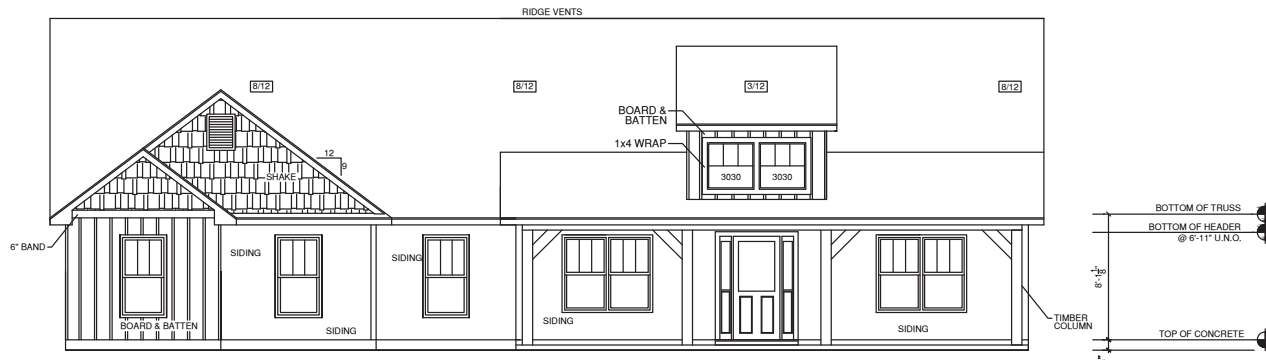 RIDGE VENTS
8/12
8/12
3/12
8/12
BOARD &
BATTEN
1x4 WRAP
12
9
SHAKE
3030
3030
6" BAND
SIDING
SIDING
BOARD & BATTEN
SIDING
SIDING
SIDING
TIMBER
COLUMN
BOTTOM OF TRUSS
BOTTOM OF HEADER
@ 6'-11" U.N.O.
8'-1 1/8"
TOP OF CONCRETE